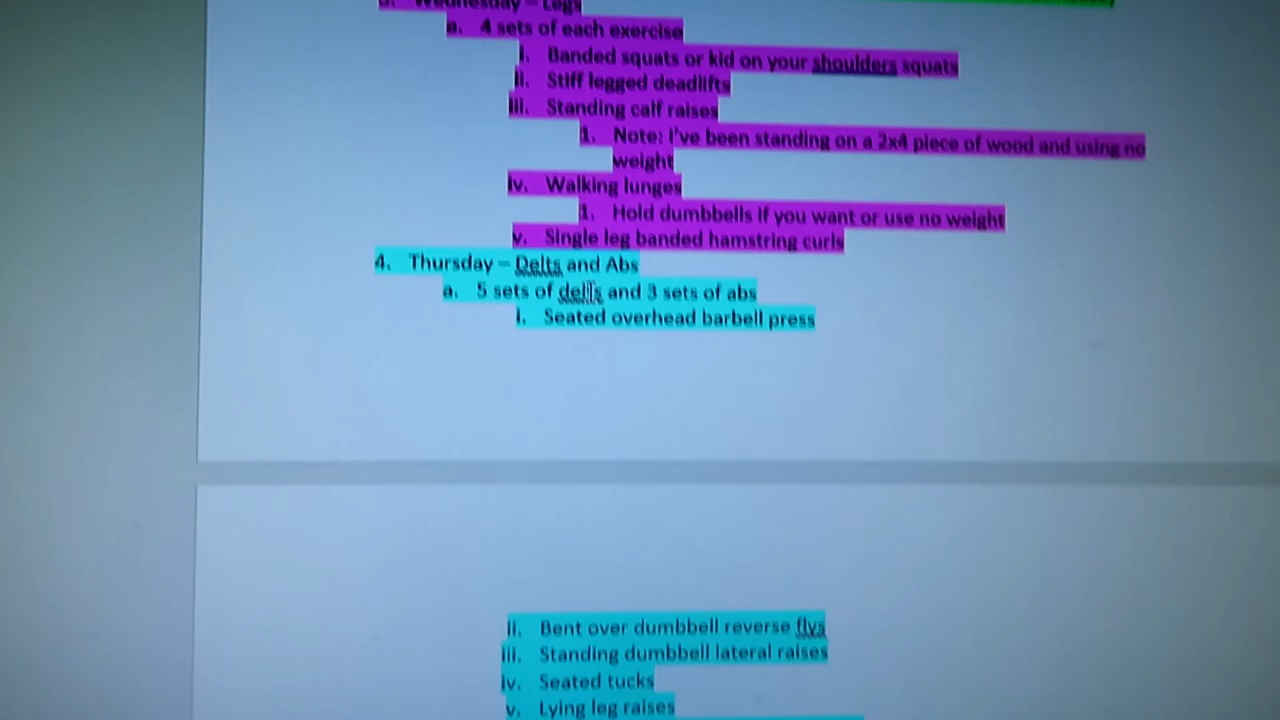 3. Wednesday – Legs
a. 4 sets of each exercise
i. Banded squats or kid on your shoulders squats
ii. Stiff legged deadlifts
iii. Standing calf raises
1. Note: I've been standing on a 2x4 piece of wood and using no
weight
iv. Walking lunges
1. Hold dumbbells if you want or use no weight
v. Single leg banded hamstring curls
4. Thursday – Delts and Abs
a. 5 sets of delts and 3 sets of abs
i. Seated overhead barbell press
ii. Bent over dumbbell reverse flys
iii. Standing dumbbell lateral raises
iv. Seated tucks
v. Lying leg raises